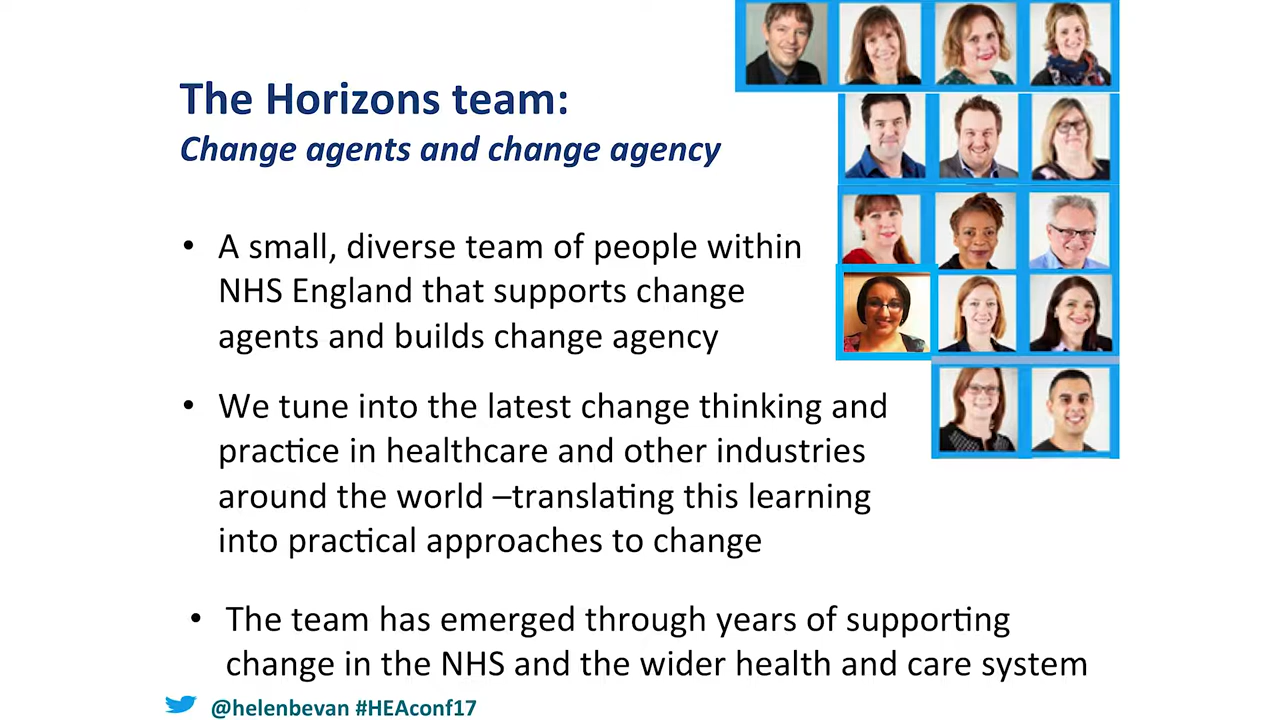 The Horizons team:
Change agents and change agency
• A small, diverse team of people within
NHS England that supports change
agents and builds change agency
• We tune into the latest change thinking and
practice in healthcare and other industries
around the world –translating this learning
into practical approaches to change
• The team has emerged through years of supporting
change in the NHS and the wider health and care system
@helenbevan #HEAconf17